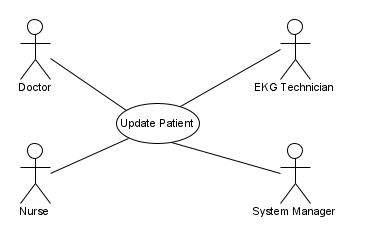 Doctor
EKG Technician
Update Patient
Nurse
System Manager